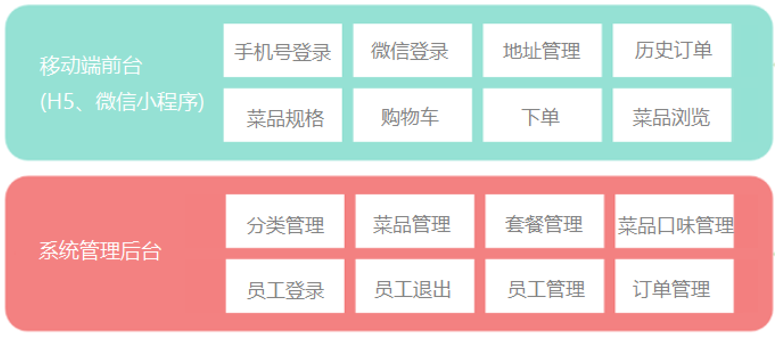 移动端前台
(H5、微信小程序)
手机号登录
微信登录
地址管理
历史订单
菜品规格
购物车
下单
菜品浏览
系统管理后台
分类管理
菜品管理
套餐管理
菜品口味管理
员工登录
员工退出
员工管理
订单管理